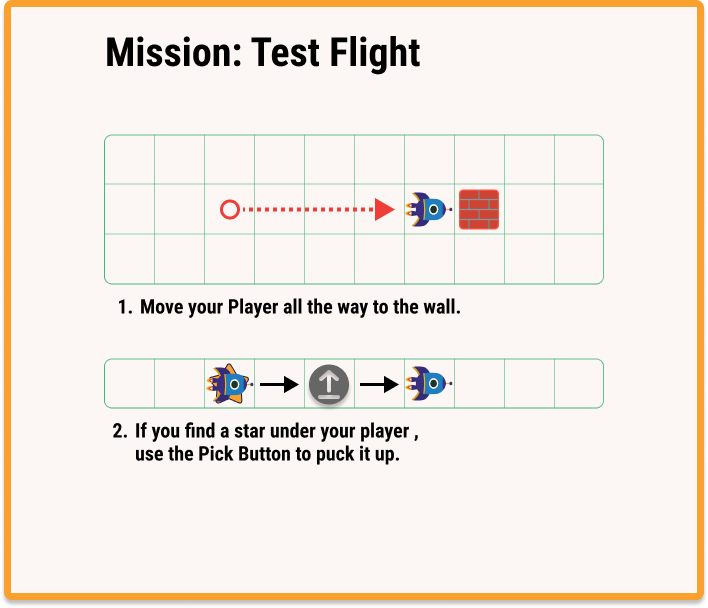 Mission: Test Flight
1. Move your Player all the way to the wall.
2. If you find a star under your player ,
use the Pick Button to puck it up.